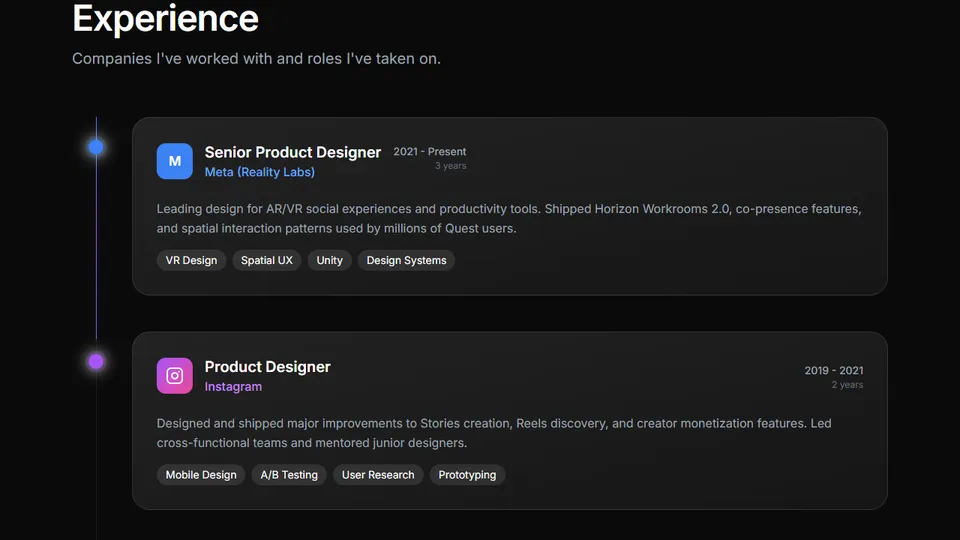 Experience
Companies I've worked with and roles I've taken on.
M
Senior Product Designer
2021 - Present
Meta (Reality Labs)
3 years
Leading design for AR/VR social experiences and productivity tools. Shipped Horizon Workrooms 2.0, co-presence features,
and spatial interaction patterns used by millions of Quest users.
VR Design Spatial UX Unity Design Systems
Product Designer
2019 - 2021
Instagram
2 years
Designed and shipped major improvements to Stories creation, Reels discovery, and creator monetization features. Led
cross-functional teams and mentored junior designers.
Mobile Design A/B Testing User Research Prototyping